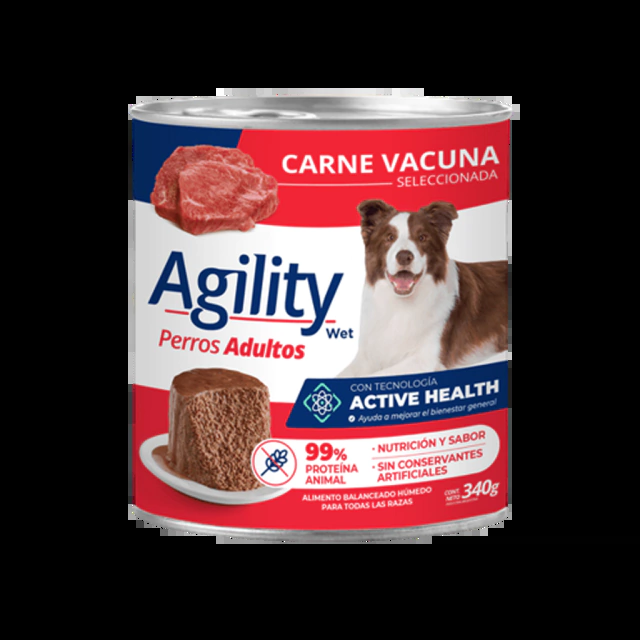 CARNE VACUNA
SELECCIONADA
Agility
Wet
Perros Adultos
CON TECNOLOGÍA
ACTIVE HEALTH
Ayuda a mejorar el bienestar general
99%
PROTEÍNA
ANIMAL
• NUTRICIÓN Y SABOR
• SIN CONSERVANTES
ARTIFICIALES
ALIMENTO BALANCEADO HÚMEDO
PARA TODAS LAS RAZAS
CONT.
NETO 340g